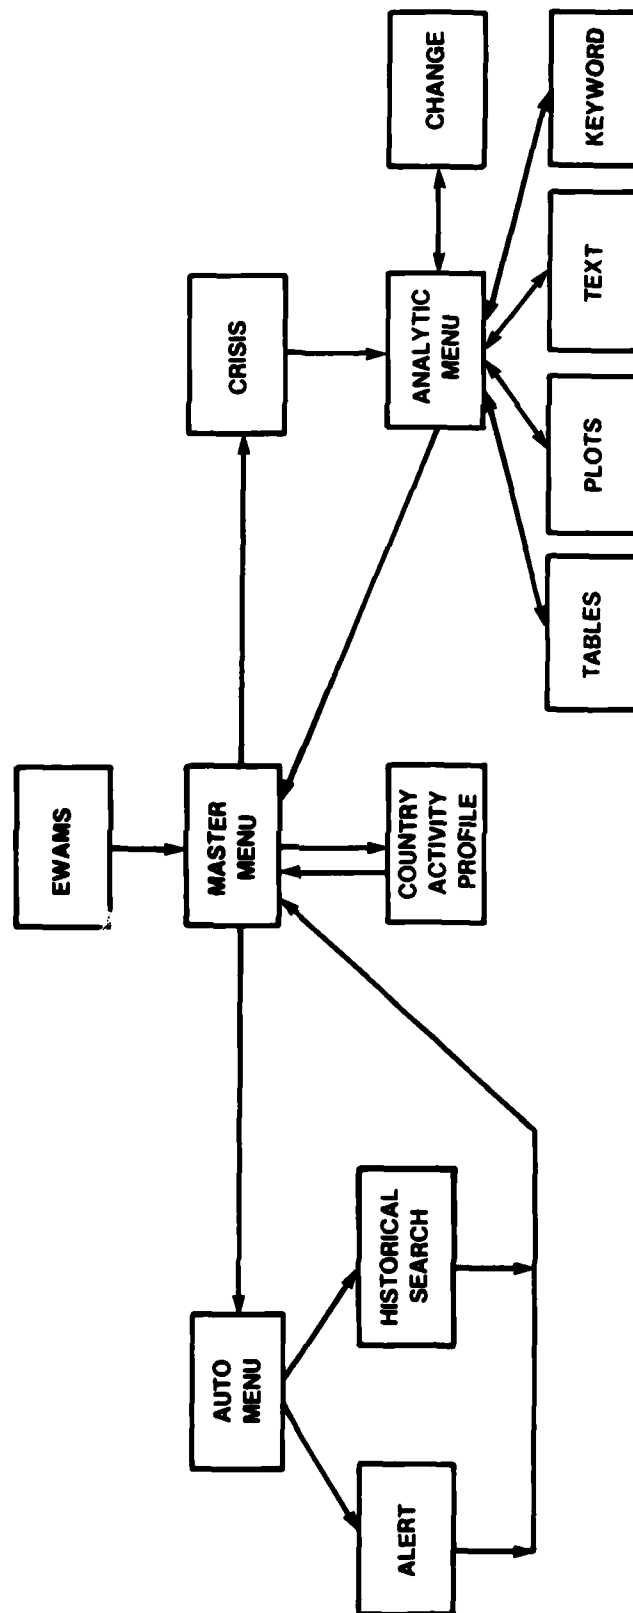 EWAMS
AUTO
MENU
MASTER
MENU
CRISIS
ALERT
HISTORICAL
SEARCH
COUNTRY
ACTIVITY
PROFILE
ANALYTIC
MENU
CHANGE
TABLES
PLOTS
TEXT
KEYWORD